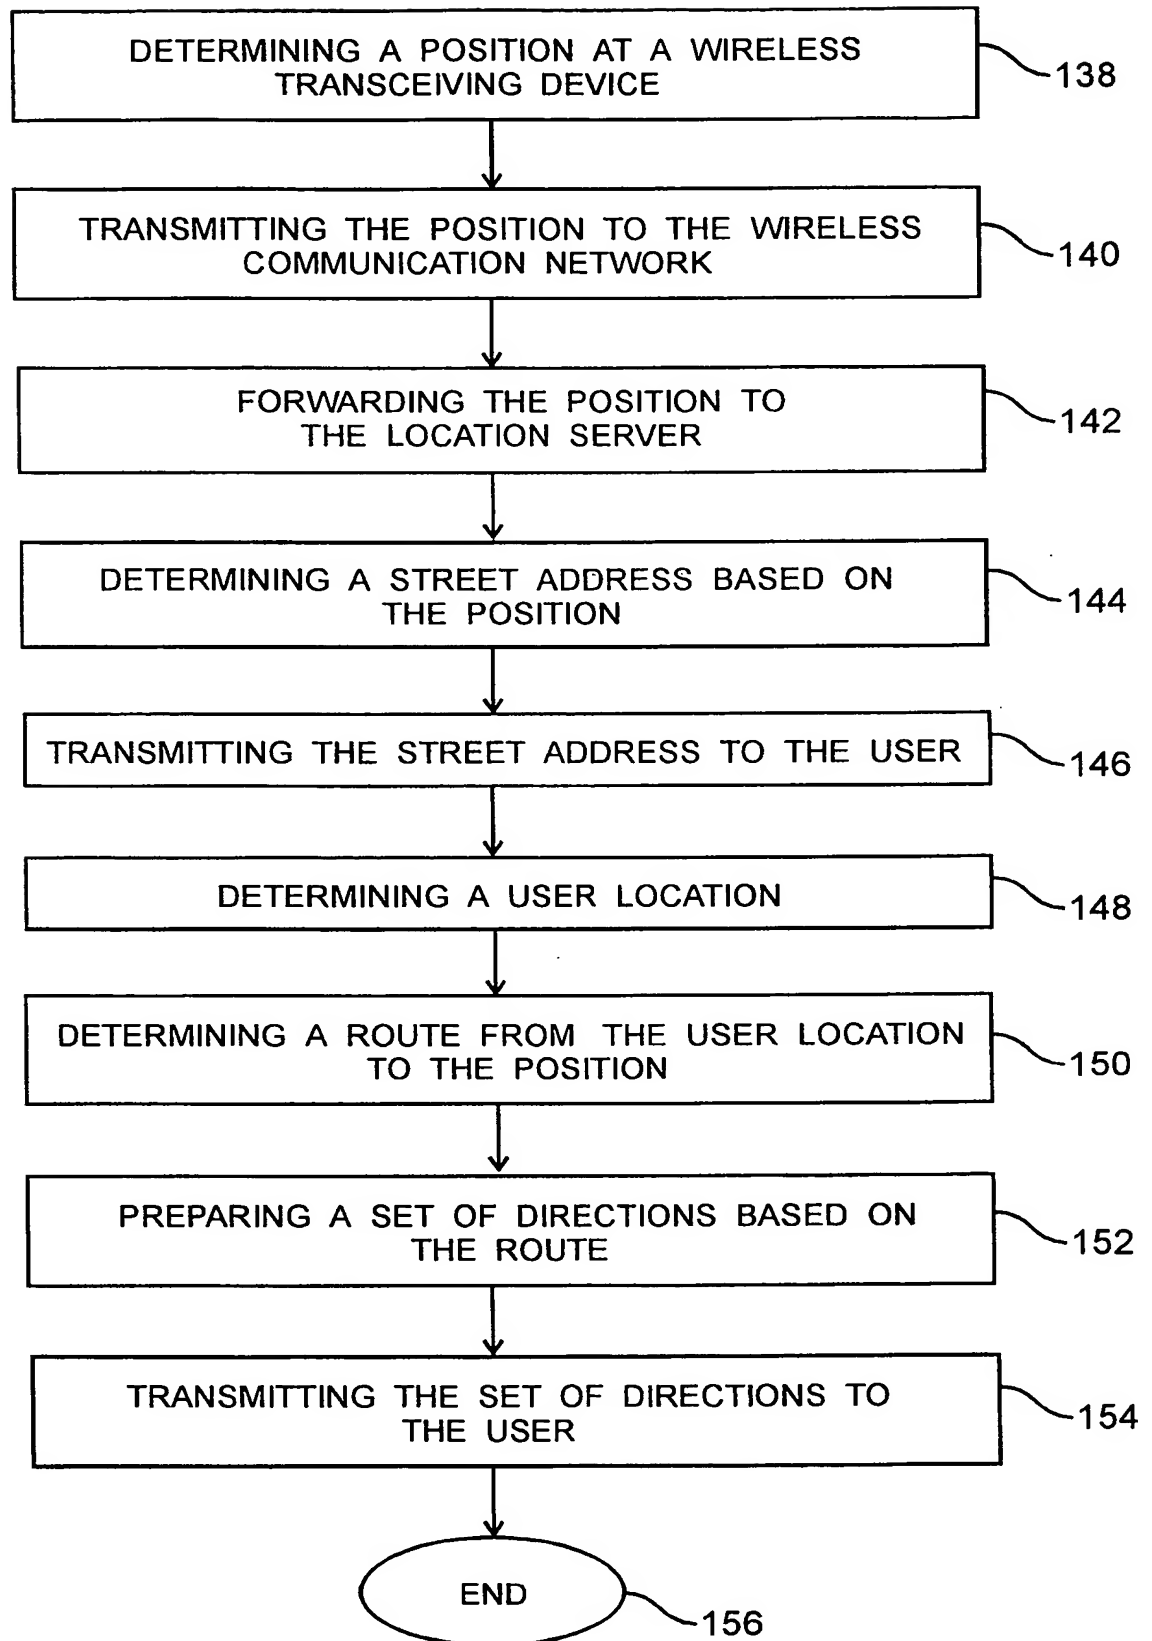 DETERMINING A POSITION AT A WIRELESS
TRANSCEIVING DEVICE
138
TRANSMITTING THE POSITION TO THE WIRELESS
COMMUNICATION NETWORK
140
FORWARDING THE POSITION TO
THE LOCATION SERVER
142
DETERMINING A STREET ADDRESS BASED ON
THE POSITION
144
TRANSMITTING THE STREET ADDRESS TO THE USER
146
DETERMINING A USER LOCATION
148
DETERMINING A ROUTE FROM THE USER LOCATION
TO THE POSITION
150
PREPARING A SET OF DIRECTIONS BASED ON
THE ROUTE
152
TRANSMITTING THE SET OF DIRECTIONS TO
THE USER
154
END
156